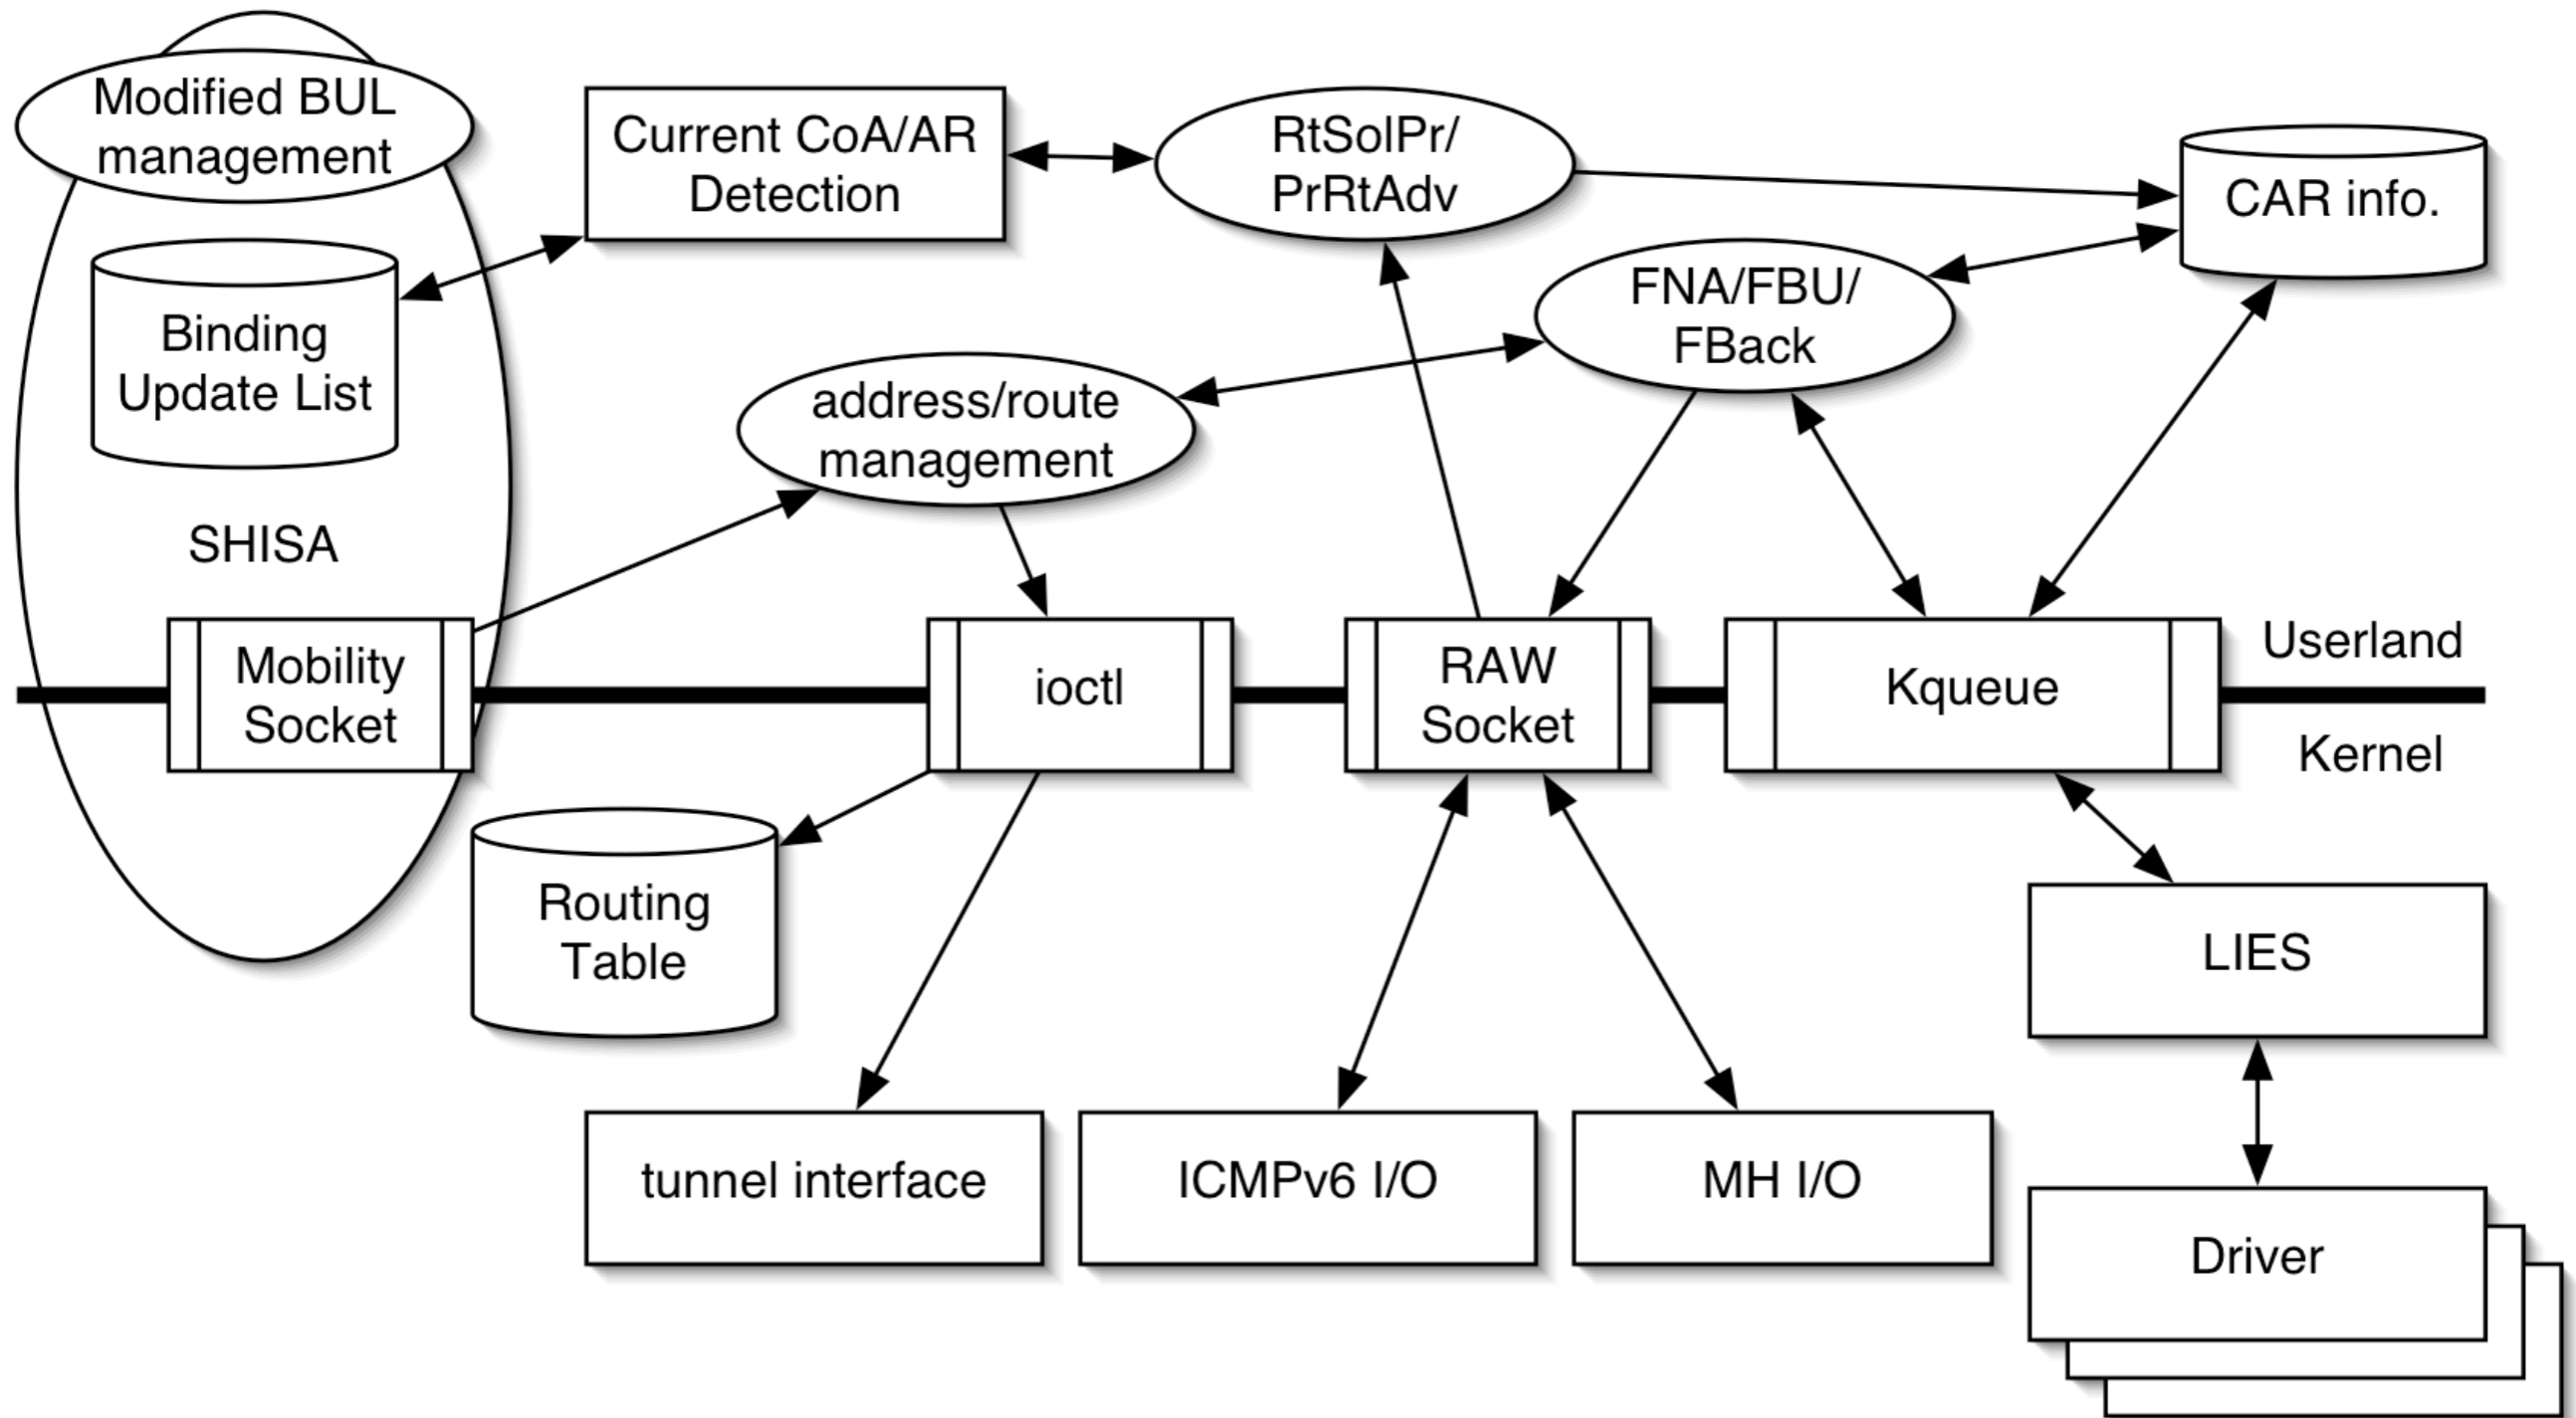 Modified BUL
management
Current CoA/AR
Detection
RtSolPr/
PrRtAdv
CAR info.
FNA/FBU/
FBack
Binding
Update List
address/route
management
SHISA
Mobility
Socket
ioctl
RAW
Socket
Kqueue
Userland
Kernel
Routing
Table
LIES
tunnel interface
ICMPv6 I/O
MH I/O
Driver